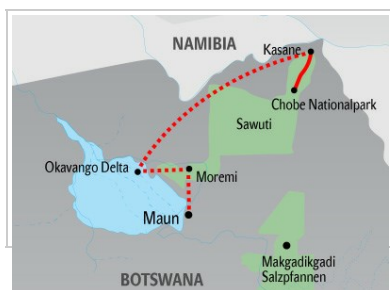 NAMIBIA
Kasane
Chobe Nationalpark
Sawuti
Okavango Delta
Moremi
Maun
Makgadikgadi
Salzpfannen
BOTSWANA